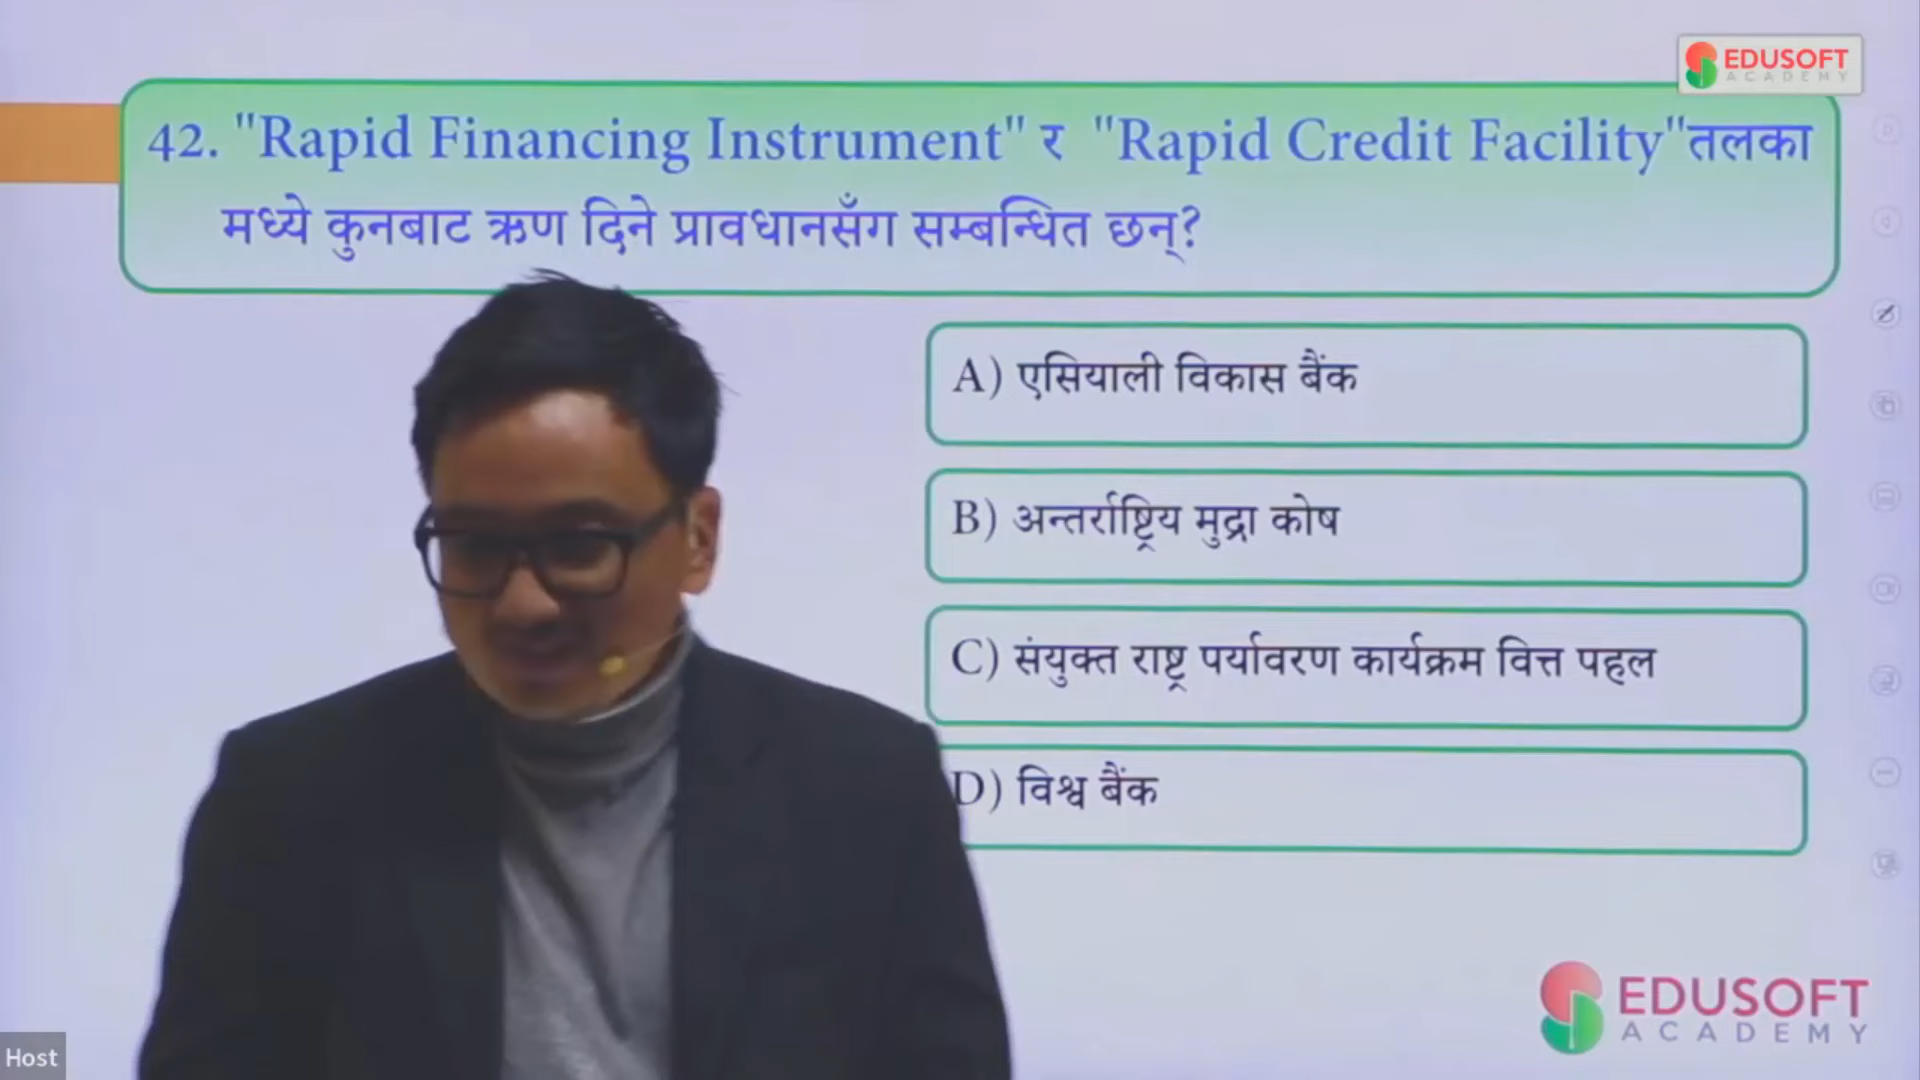 EDUSOFT
ACADEMY
42. "Rapid Financing Instrument" र "Rapid Credit Facility"तलका
मध्ये कुनबाट ऋण दिने प्रावधानसँग सम्बन्धित छन्?
A) एसियाली विकास बैंक
B) अन्तर्राष्ट्रिय मुद्रा कोष
C) संयुक्त राष्ट्र पर्यावरण कार्यक्रम वित्त पहल
D) विश्व बैंक
EDUSOFT
ACADEMY
Host